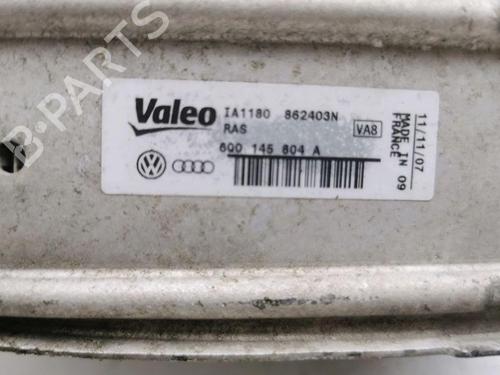 B-PARTS
Valeo
IA1180 862403N
RAS
VA8
6Q0 145 804 A
11/11/07
MADE IN 09
FRANCE